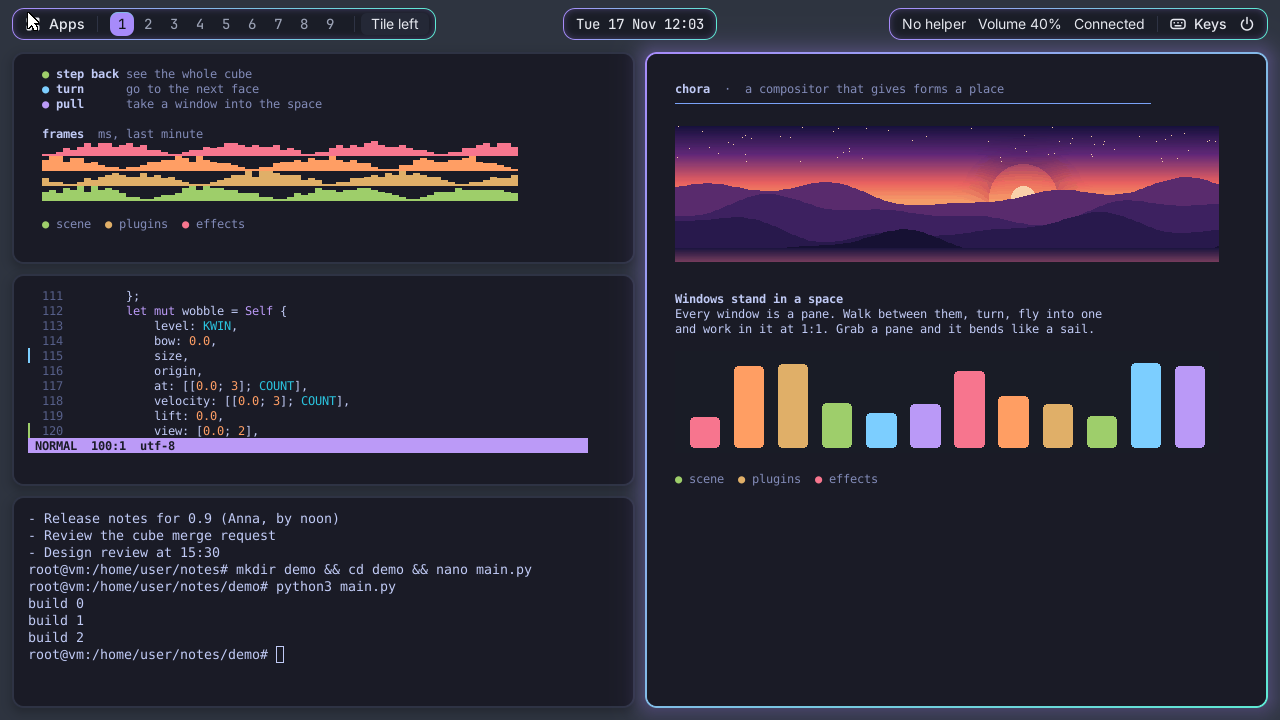 Apps 1 2 3 4 5 6 7 8 9 Tile left
Tue 17 Nov 12:03
No helper Volume 40% Connected Keys
step back see the whole cube
turn go to the next face
pull take a window into the space
frames ms, last minute
scene plugins effects
111 };
112 let mut wobble = Self {
113 level: KWIN,
114 bow: 0.0,
115 size,
116 origin,
117 at: [[0.0; 3]; COUNT],
118 velocity: [[0.0; 3]; COUNT],
119 lift: 0.0,
120 view: [0.0; 2],
NORMAL 100:1 utf-8
- Release notes for 0.9 (Anna, by noon)
- Review the cube merge request
- Design review at 15:30
root@vm:/home/user/notes# mkdir demo && cd demo && nano main.py
root@vm:/home/user/notes/demo# python3 main.py
build 0
build 1
build 2
root@vm:/home/user/notes/demo#
chora · a compositor that gives forms a place
Windows stand in a space
Every window is a pane. Walk between them, turn, fly into one
and work in it at 1:1. Grab a pane and it bends like a sail.
scene plugins effects